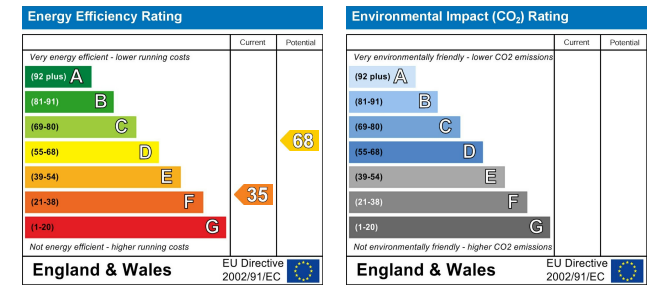 Energy Efficiency Rating
Current Potential
Very energy efficient - lower running costs
(92 plus) A
(81-91) B
(69-80) C
(55-68) D
(39-54) E
(21-38) F
(1-20) G
68
35
Not energy efficient - higher running costs
England & Wales
EU Directive
2002/91/EC
Environmental Impact (CO₂) Rating
Current Potential
Very environmentally friendly - lower CO2 emissions
(92 plus) A
(81-91) B
(69-80) C
(55-68) D
(39-54) E
(21-38) F
(1-20) G
Not environmentally friendly - higher CO2 emissions
England & Wales
EU Directive
2002/91/EC